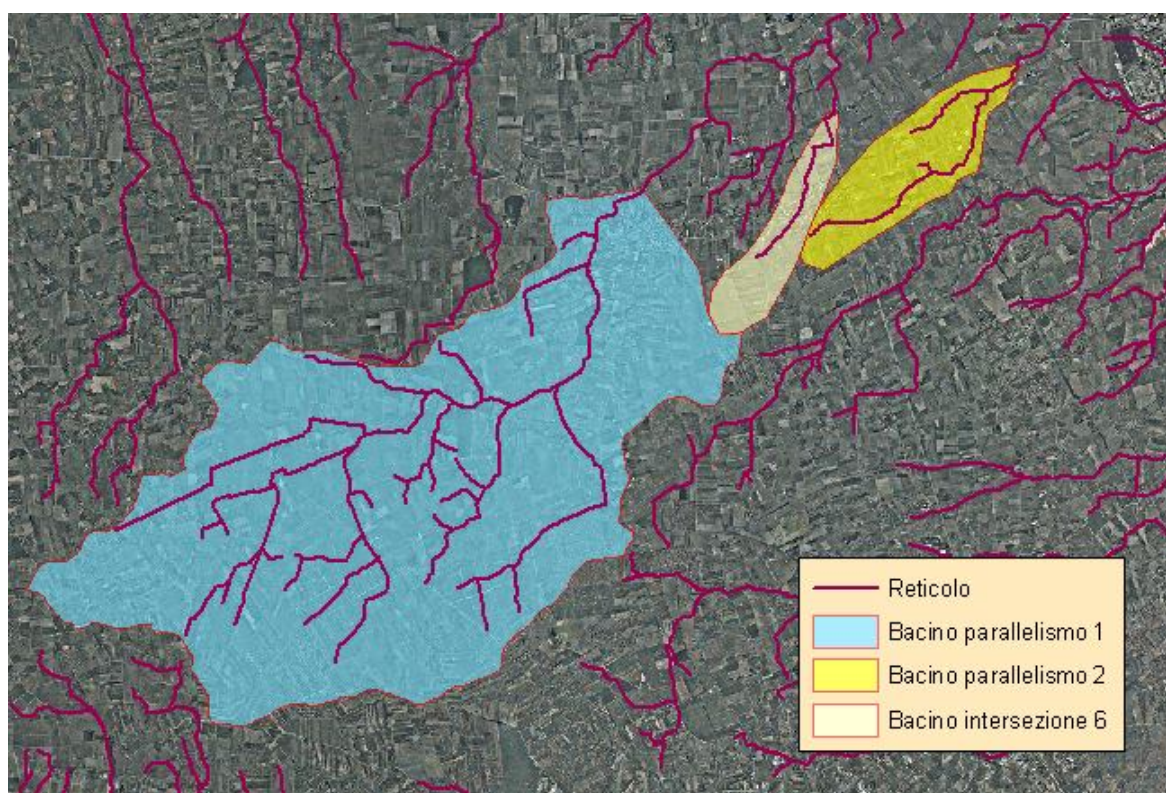 Reticolo
Bacino parallelismo 1
Bacino parallelismo 2
Bacino intersezione 6